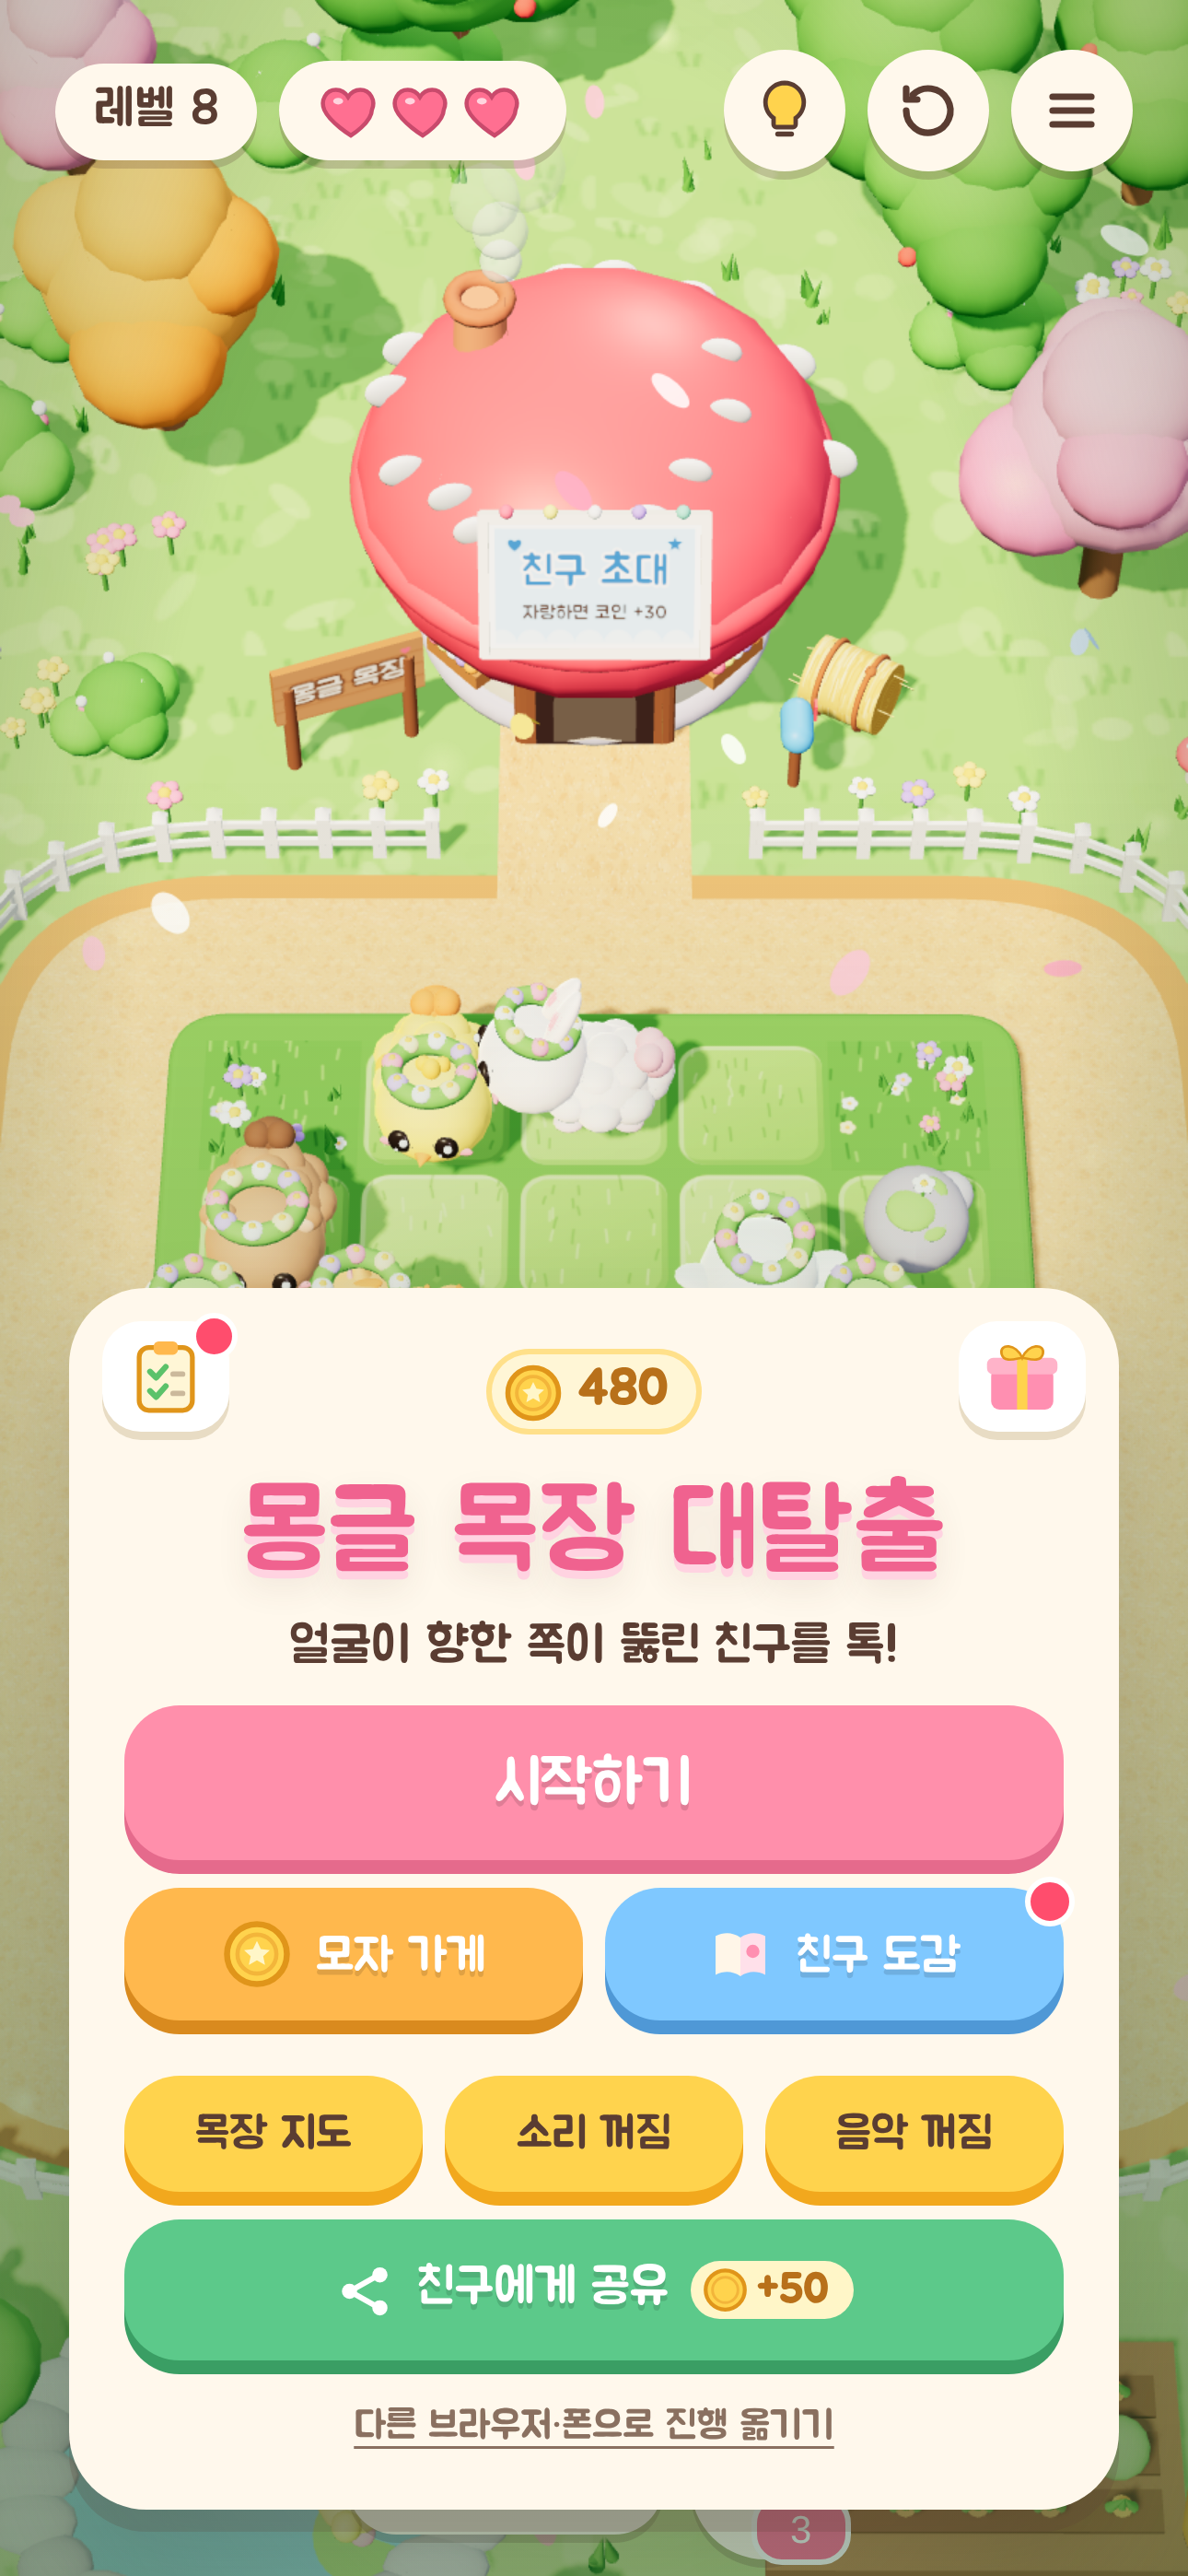 레벨 8
친구 초대
자랑하면 코인 +30
몽글 목장
480
몽글 목장 대탈출
얼굴이 향한 쪽이 뚫린 친구를 톡!
시작하기
모자 가게
친구 도감
목장 지도
소리 꺼짐
음악 꺼짐
친구에게 공유 +50
다른 브라우저·폰으로 진행 옮기기
3